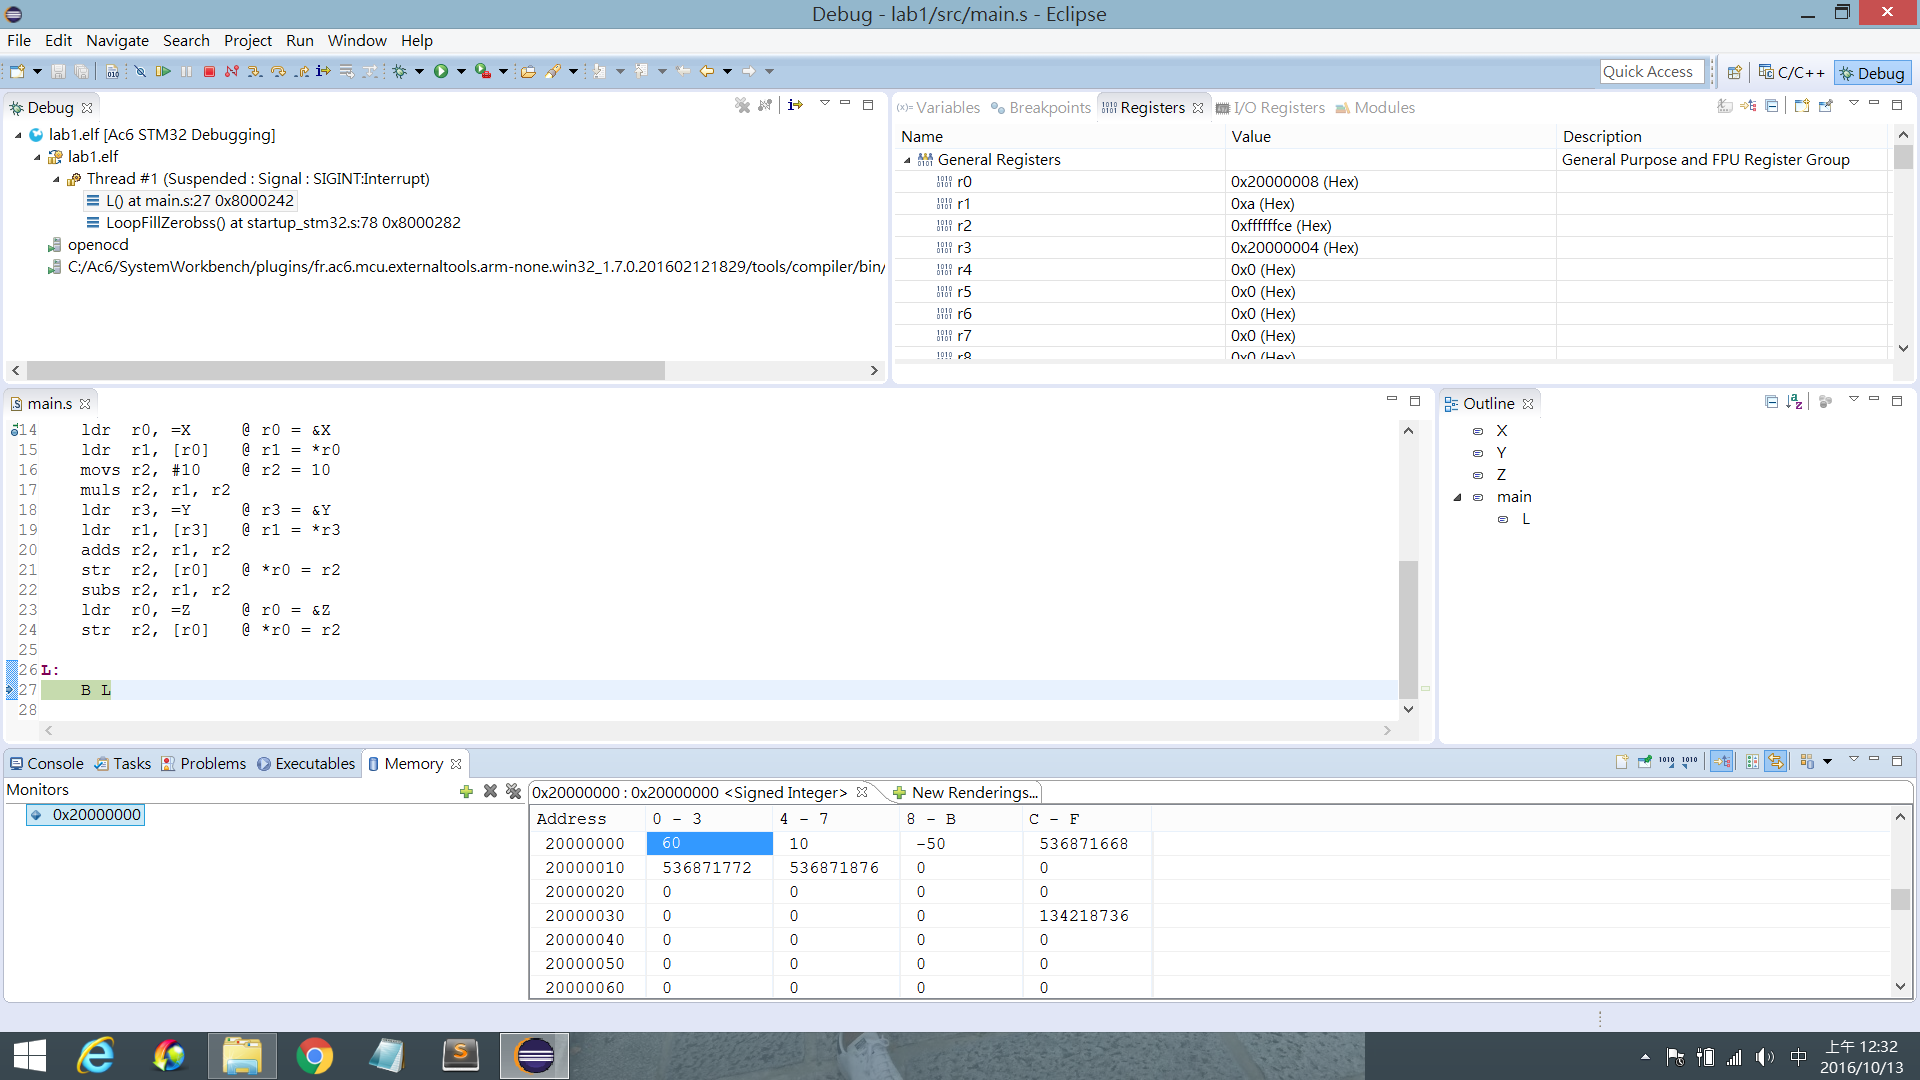 Debug - lab1/src/main.s - Eclipse
File Edit Navigate Search Project Run Window Help
Quick Access
C/C++
Debug
Debug
lab1.elf [Ac6 STM32 Debugging]
lab1.elf
Thread #1 (Suspended : Signal : SIGINT:Interrupt)
L() at main.s:27 0x8000242
LoopFillZerobss() at startup_stm32.s:78 0x8000282
openocd
C:/Ac6/SystemWorkbench/plugins/fr.ac6.mcu.externaltools.arm-none.win32_1.7.0.201602121829/tools/compiler/bin/
(x)= Variables Breakpoints Registers I/O Registers Modules
Name Value Description
General Registers General Purpose and FPU Register Group
r0 0x20000008 (Hex)
r1 0xa (Hex)
r2 0xffffffce (Hex)
r3 0x20000004 (Hex)
r4 0x0 (Hex)
r5 0x0 (Hex)
r6 0x0 (Hex)
r7 0x0 (Hex)
r8 0x0 (Hex)
main.s
14 ldr r0, =X @ r0 = &X
15 ldr r1, [r0] @ r1 = *r0
16 movs r2, #10 @ r2 = 10
17 muls r2, r1, r2
18 ldr r3, =Y @ r3 = &Y
19 ldr r1, [r3] @ r1 = *r3
20 adds r2, r1, r2
21 str r2, [r0] @ *r0 = r2
22 subs r2, r1, r2
23 ldr r0, =Z @ r0 = &Z
24 str r2, [r0] @ *r0 = r2
25
26 L:
27 B L
28
Outline
X
Y
Z
main
L
Console Tasks Problems Executables Memory
Monitors
0x20000000
0x20000000 : 0x20000000 <Signed Integer> New Renderings...
Address 0 - 3 4 - 7 8 - B C - F
20000000 60 10 -50 536871668
20000010 536871772 536871876 0 0
20000020 0 0 0 0
20000030 0 0 0 134218736
20000040 0 0 0 0
20000050 0 0 0 0
20000060 0 0 0 0
中
上午 12:32
2016/10/13